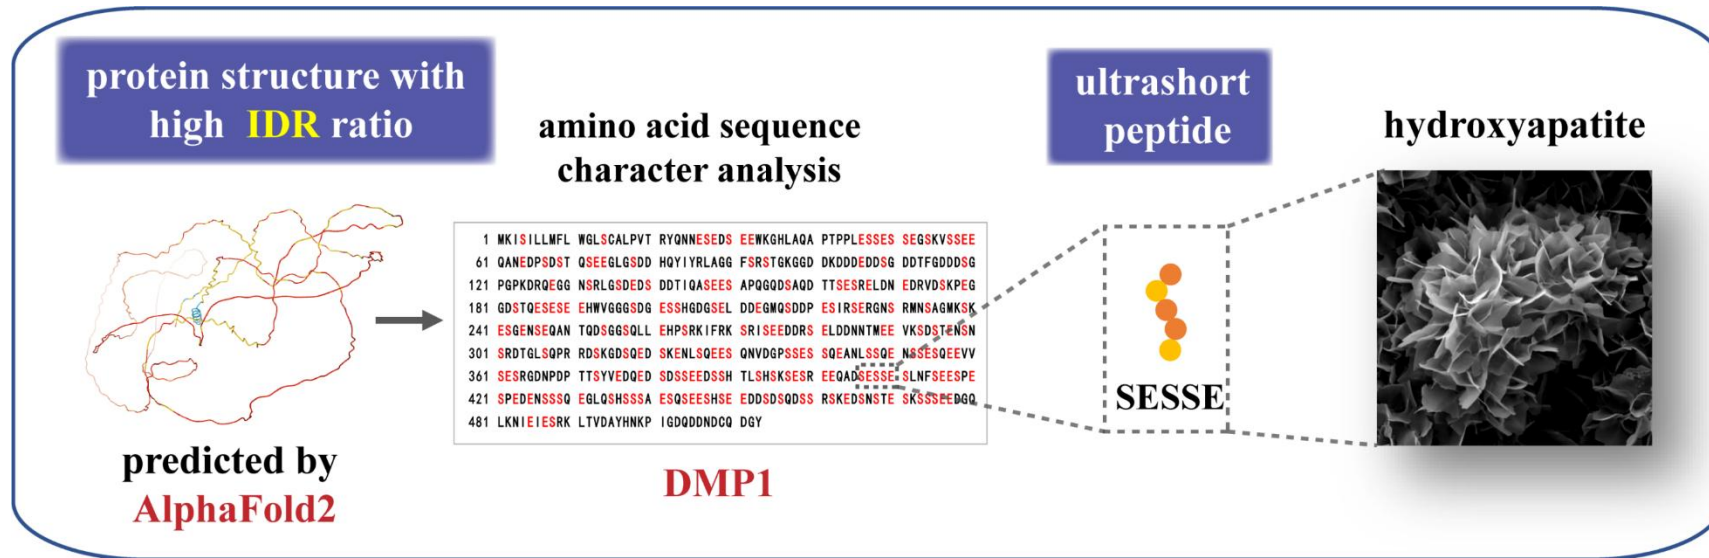 protein structure with
high IDR ratio
predicted by
AlphaFold2
amino acid sequence
character analysis
1 MKISILLMFL WGLSCALPVT RYQNNESEDS EEWKGHLAQA PTPPLESSES SEGSKVSSEE
61 QANEDPSDST QSEEGLGSDD HQYIYRLAGG FSRSTGKGGD DKDDDEDDSG DDTFGDDDSG
121 PGPKDRQEGG NSRLGSDEDS DDTIQASEES APQGQDSAQD TTSESRELDN EDRVDSKPEG
181 GDSTQESESE EHWVGGGSDG ESSHGDGSEL DDEGMQSDDP ESIRSERGNS RMNSAGMKSK
241 ESGENSEQAN TQDSGGSQLL EHPSRKIFRK SRISEEDDRS ELDDNNTMEE VKSDSTENSN
301 SRDTGLSQPRR RDSKGDSQED SKENLSQEES QNVDGPSSES SQEANLSSQE NSSESQEEVV
361 SESRGDNPDP TTSYVEDQED SDSSEEDSSH TLSHSKSESR EEQADSESSE SLNFSEESPE
421 SPEDENSSSQ EGLQSHSSSA ESQSEESHSE EDDSDSQDSS RSKEDSNSTE SKSSSEEDGQ
481 LKNIEIESRK LTVDAYHNKP IGDQDDNDCQ DGY
DMP1
ultrashort
peptide
SESSE
hydroxyapatite